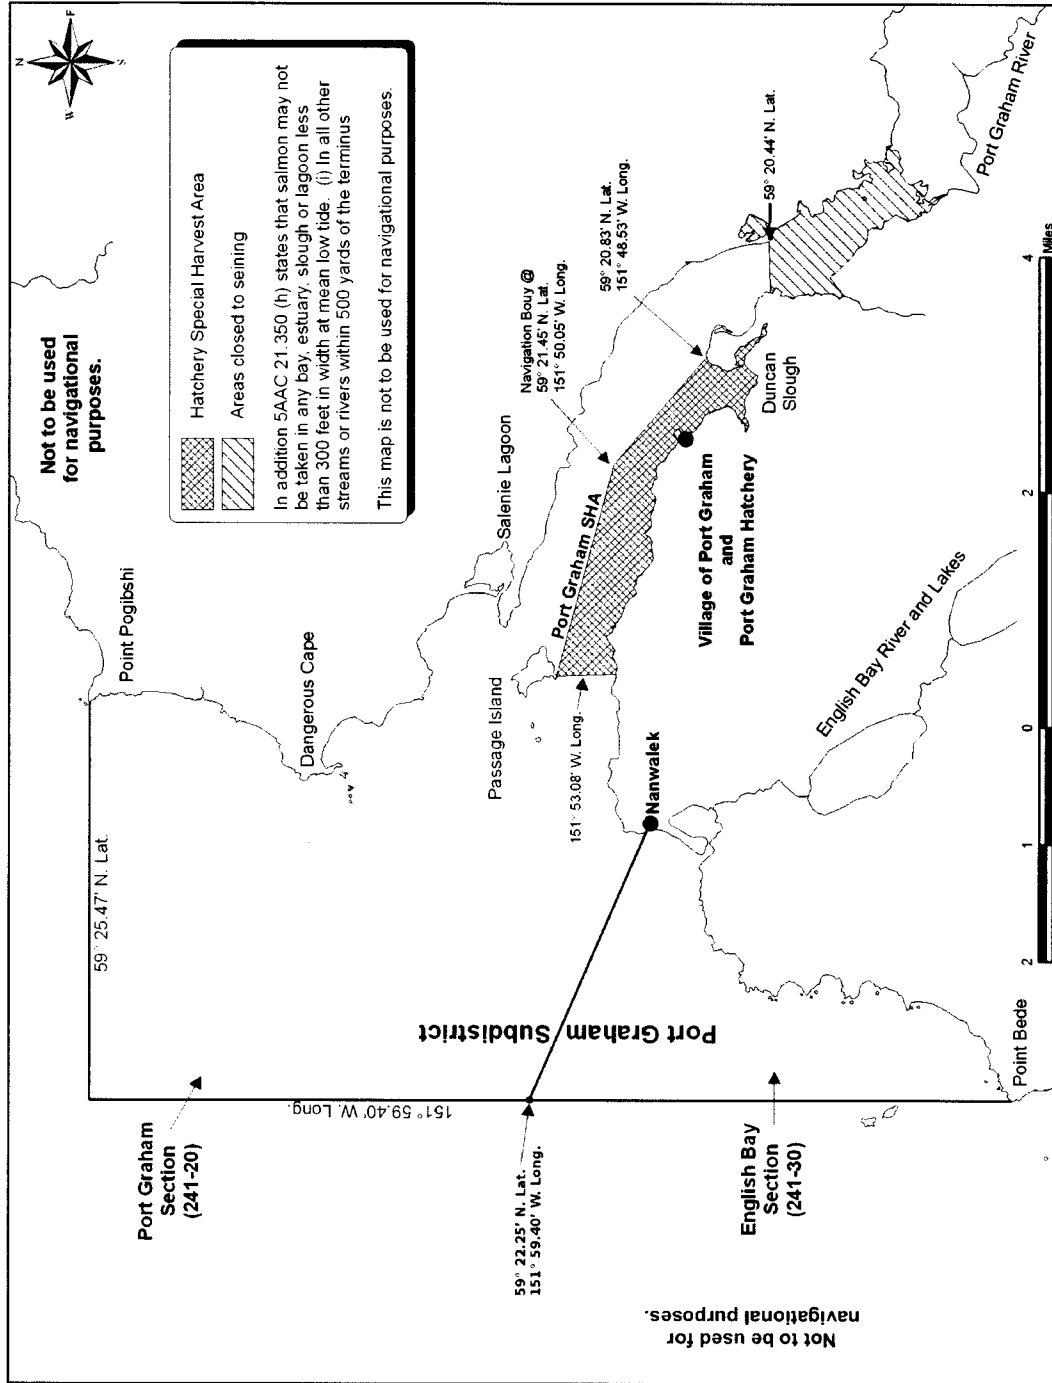 N
W
S
Not to be used
for navigational
purposes.
Hatchery Special Harvest Area
Areas closed to seining
In addition 5AAC 21.350 (h) states that salmon may not
be taken in any bay, estuary, slough or lagoon less
than 300 feet in width at mean low tide. (i) In all other
streams or rivers within 500 yards of the terminus
This map is not to be used for navigational purposes.
59° 25.47' N. Lat.
Point Pogibshi
Dangerous Cape
Port Graham
Section
(241-20)
151° 59.40' W. Long.
Port Graham Subdistrict
Passage Island
Salenie Lagoon
Port Graham SHA
Navigation Bouy @
59° 21.45' N. Lat.
151° 50.05' W. Long.
59° 20.83' N. Lat.
151° 48.53' W. Long.
59° 20.44' N. Lat.
151° 53.08' W. Long.
59° 22.25' N. Lat.
151° 59.40' W. Long.
Nanwalek
Village of Port Graham
and
Port Graham Hatchery
Duncan
Slough
Port Graham River
English Bay River and Lakes
English Bay
Section
(241-30)
Point Bede
Not to be used for
navigational purposes.
2 1 0 2 4
Miles